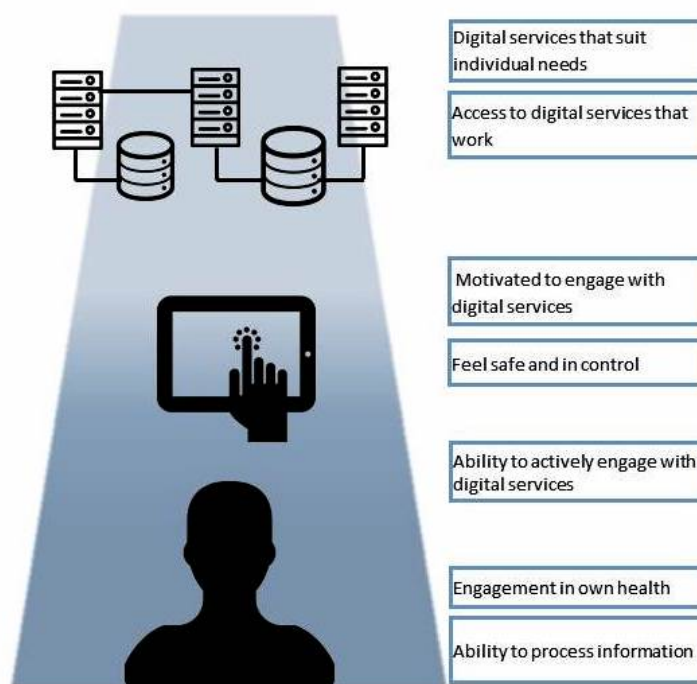 Digital services that suit
individual needs
Access to digital services that
work
Motivated to engage with
digital services
Feel safe and in control
Ability to actively engage with
digital services
Engagement in own health
Ability to process information